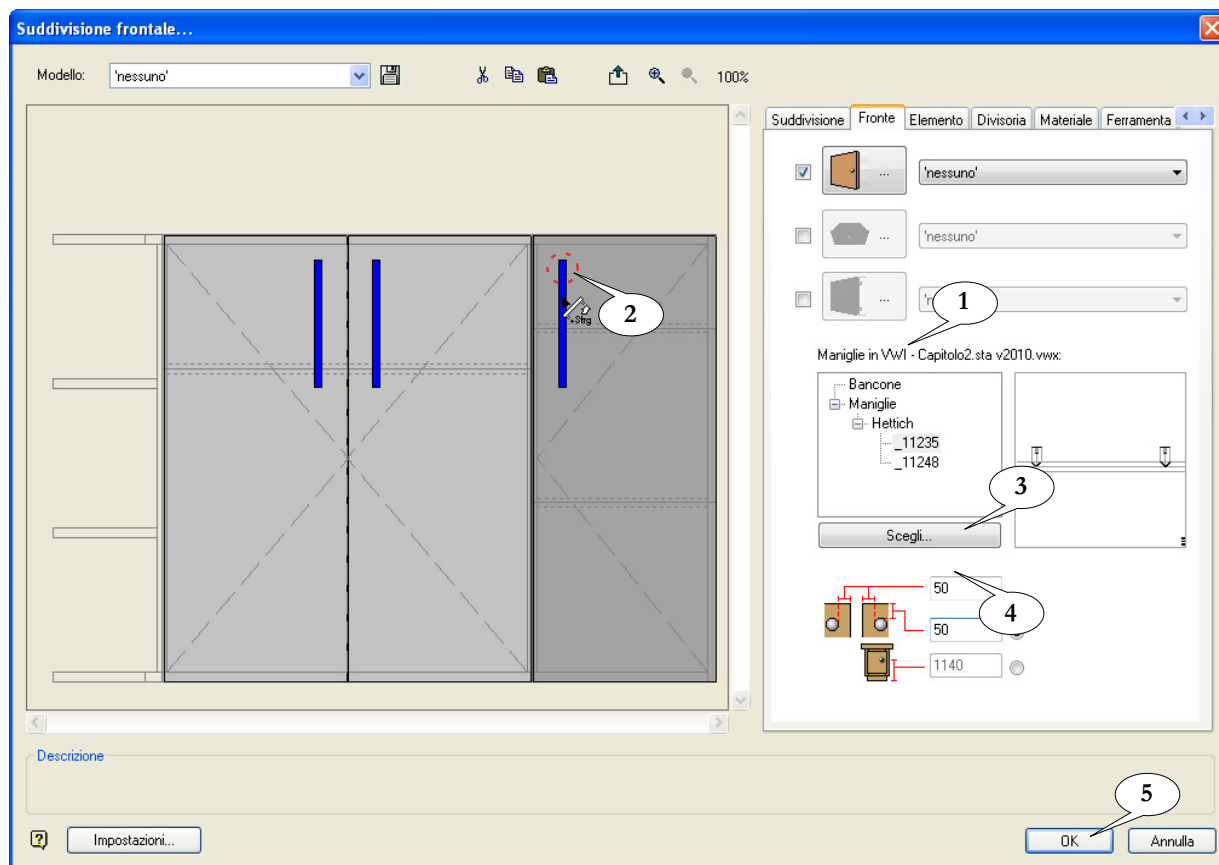 Suddivisione frontale...
Modello: 'nessuno' 100%
Suddivisione Fronte Elemento Divisoria Materiale Ferramenta
... 'nessuno'
... 'nessuno'
...
1
2
+Strg
Maniglie in VWI - Capitolo2.sta v2010.vwx:
Bancone
Maniglie
Hettich
_11235
_11248
3
Scegli...
50
4
50
1140
Descrizione
5
? Impostazioni... OK Annulla